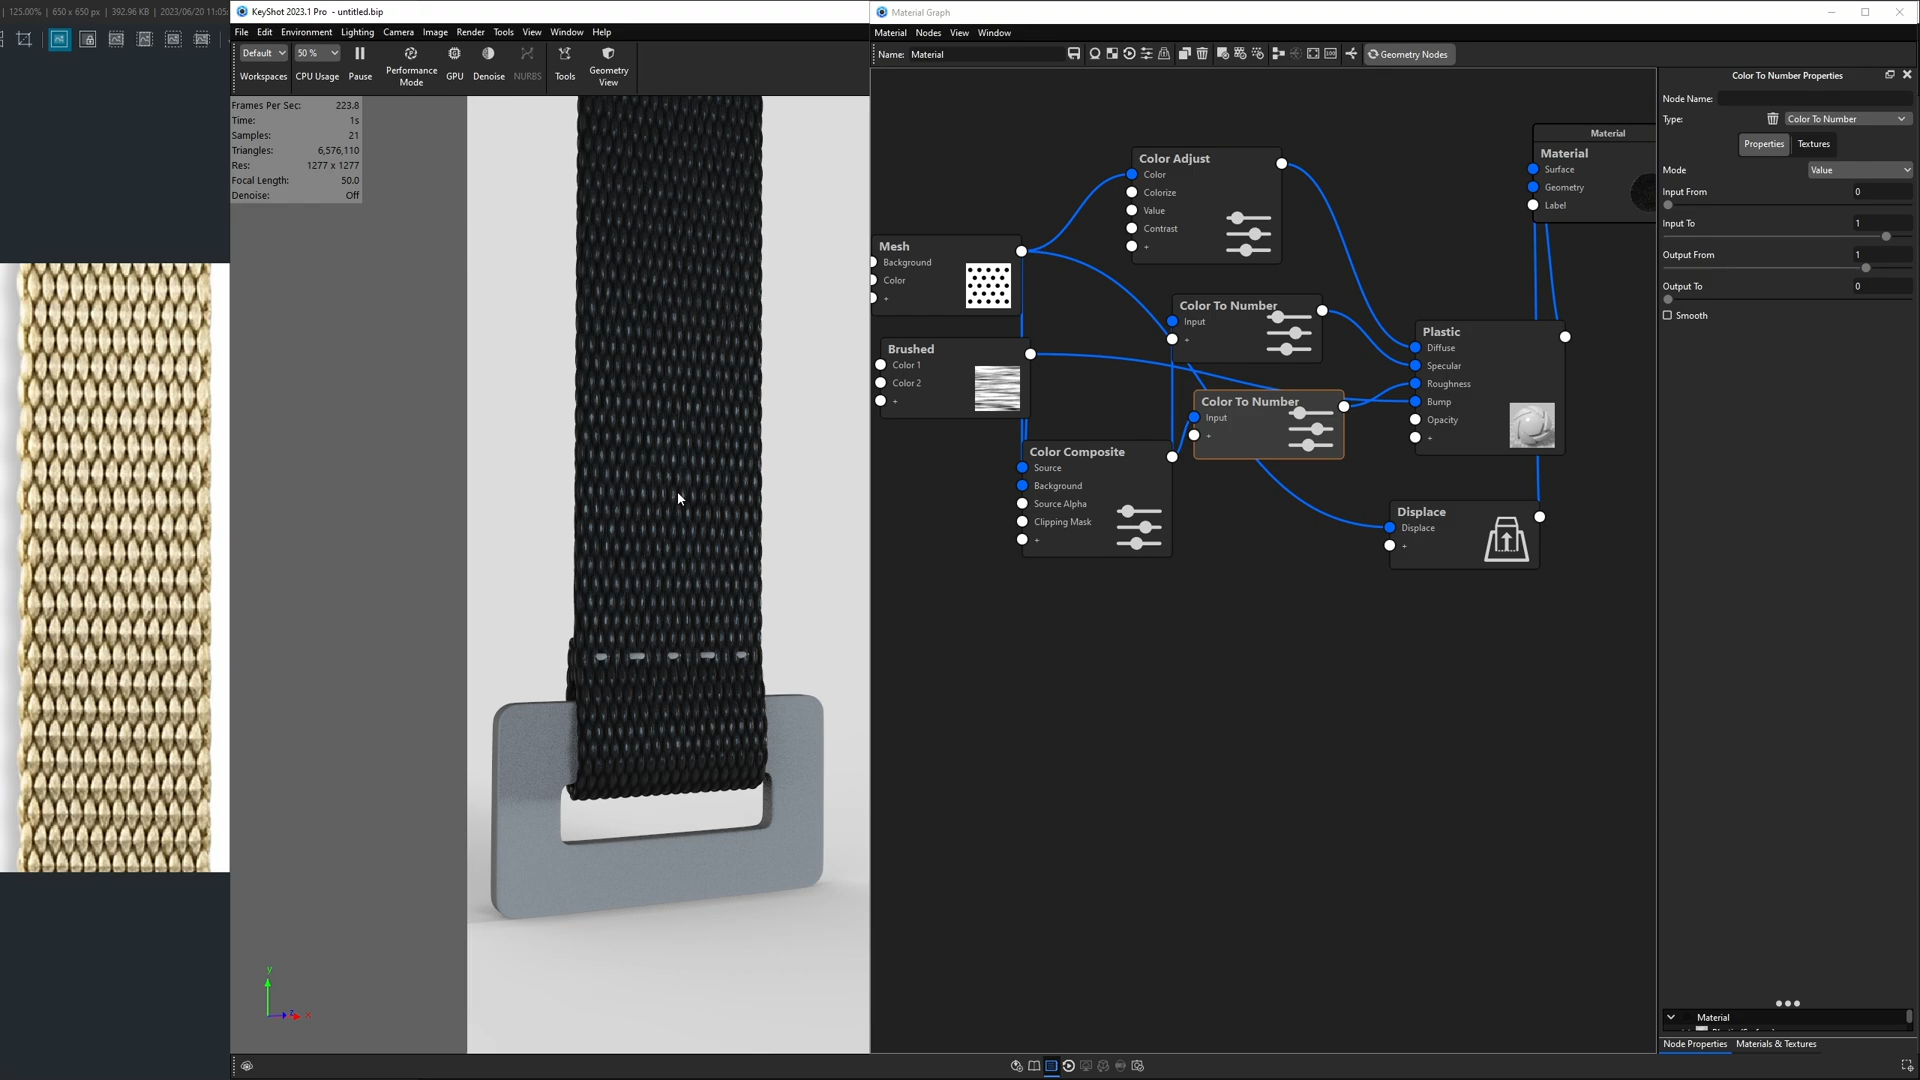 125.00% | 650 x 650 px | 392.96 KB | 2023/06/20 11:05:
KeyShot 2023.1 Pro - untitled.bip
File Edit Environment Lighting Camera Image Render Tools View Window Help
Default 50 %
Workspaces CPU Usage Pause Performance Mode GPU Denoise NURBS Tools Geometry View
Frames Per Sec: 223.8
Time: 1s
Samples: 21
Triangles: 6,576,110
Res: 1277 x 1277
Focal Length: 50.0
Denoise: Off
y
z
x
Material Graph
Material Nodes View Window
Name: Material
Geometry Nodes
Mesh
Background
Color
+
Brushed
Color 1
Color 2
+
Color Adjust
Color
Colorize
Value
Contrast
+
Color To Number
Input
+
Color To Number
Input
+
Color Composite
Source
Background
Source Alpha
Clipping Mask
+
Material
Material
Surface
Geometry
Label
Plastic
Diffuse
Specular
Roughness
Bump
Opacity
+
Displace
Displace
+
Color To Number Properties
Node Name:
Type: Color To Number
Properties Textures
Mode Value
Input From 0
Input To 1
Output From 1
Output To 0
Smooth
Material
Node Properties Materials & Textures